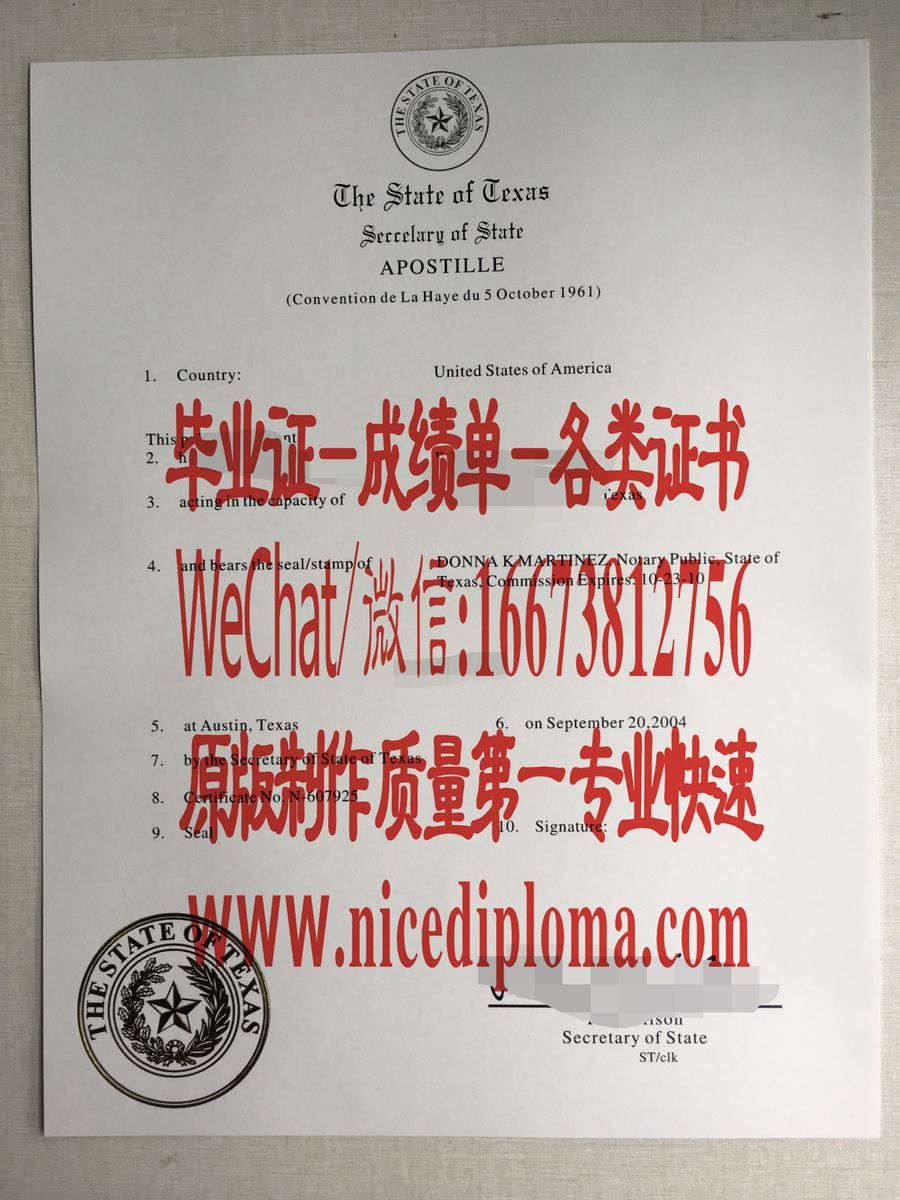 THE STATE OF TEXAS
The State of Texas
Secretary of State
APOSTILLE
(Convention de La Haye du 5 October 1961)
1. Country: United States of America
毕业证一成绩单一各类证书
This
2. h
3. acting in the capacity of Texas
4. and bears the seal/stamp of DONNA K MARTINEZ, Notary Public, State of
Texas, Commission Expires: 10-23-10
WeChat/微信:16673812756
5. at Austin, Texas 6. on September 20,2004
7. by the Secretary of State of Texas
原版制作质量第一专业快速
8. Certificate No. N-607925
9. Seal 10. Signature:
www.nicediploma.com
THE STATE OF TEXAS
Secretary of State
ST/clk